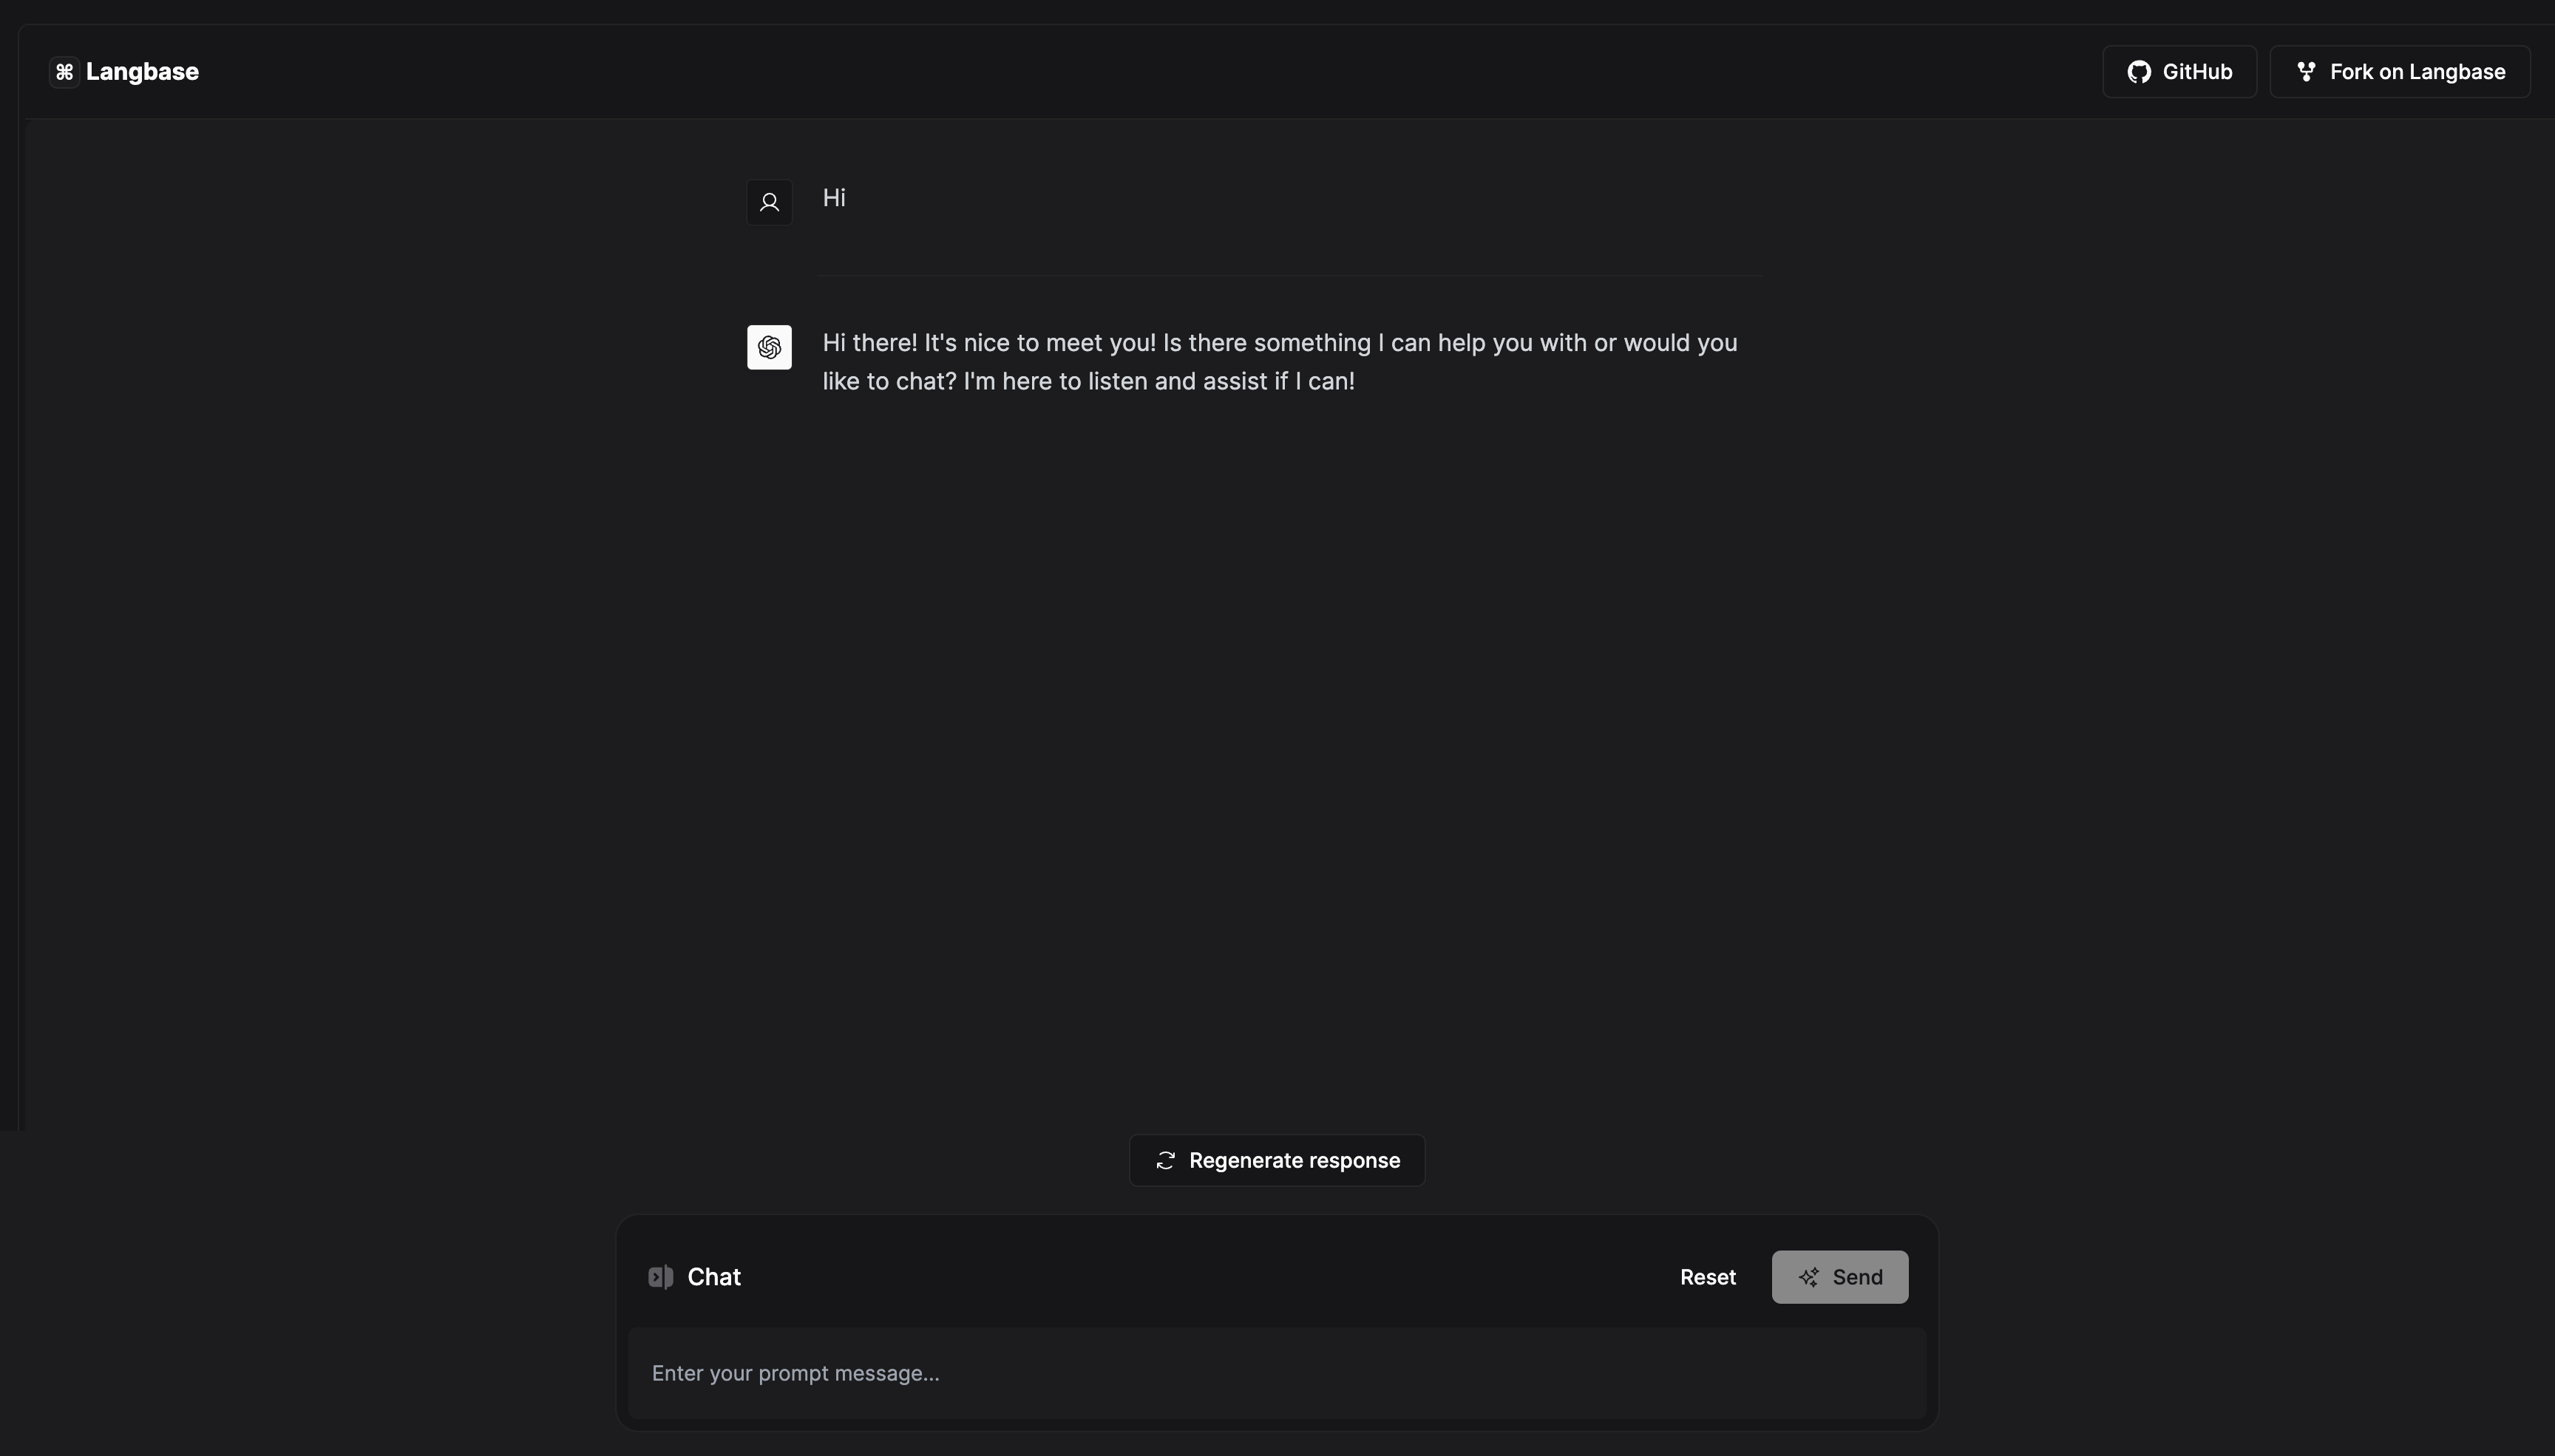 ⌘ Langbase
GitHub
Fork on Langbase
Hi
Hi there! It's nice to meet you! Is there something I can help you with or would you
like to chat? I'm here to listen and assist if I can!
Regenerate response
Chat
Reset
Send
Enter your prompt message...